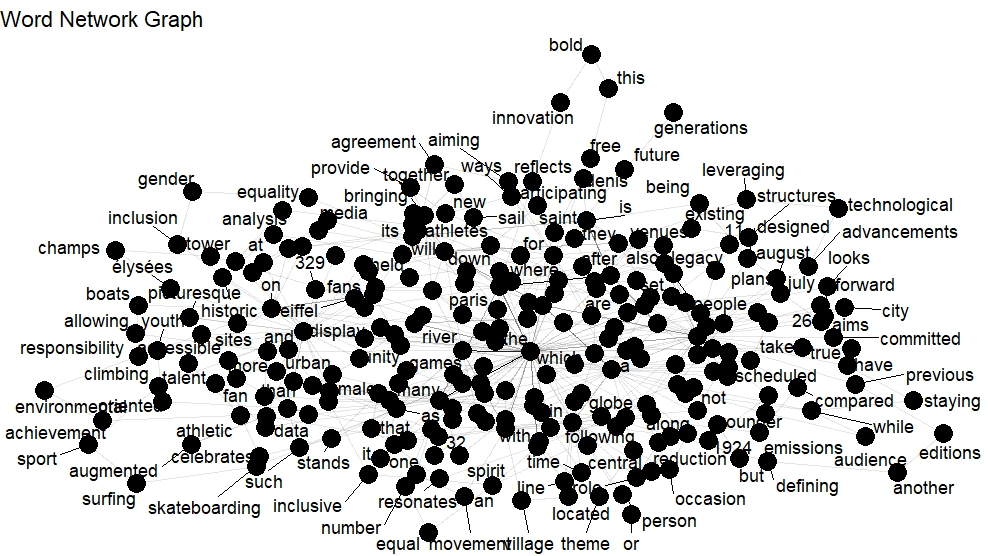 Word Network Graph
bold
this
innovation
generations
agreement aiming
free
provide together ways reflects future
leveraging
gender bringing denis being
equality new participating structures technological
inclusion analysis media sail saint is existing
its athletes they venues 11 designed advancements
champs tower at will for
329 held down where after also legacy august looks
élysées on fans set plans july forward
boats picturesque eiffel paris are people
allowing youth historic 26 city
sites and display river the aims
responsibility accessible unity games which take true committed
climbing talent more urban a have
fan than male many scheduled previous
environmental oriented globe not compared staying
achievement athletic data that as in along younger while
sport celebrates it 32 with following 1924 emissions editions
augmented stands one time central reduction but audience
surfing such spirit line role defining another
skateboarding inclusive resonates an located occasion
number person
equal movement village theme or